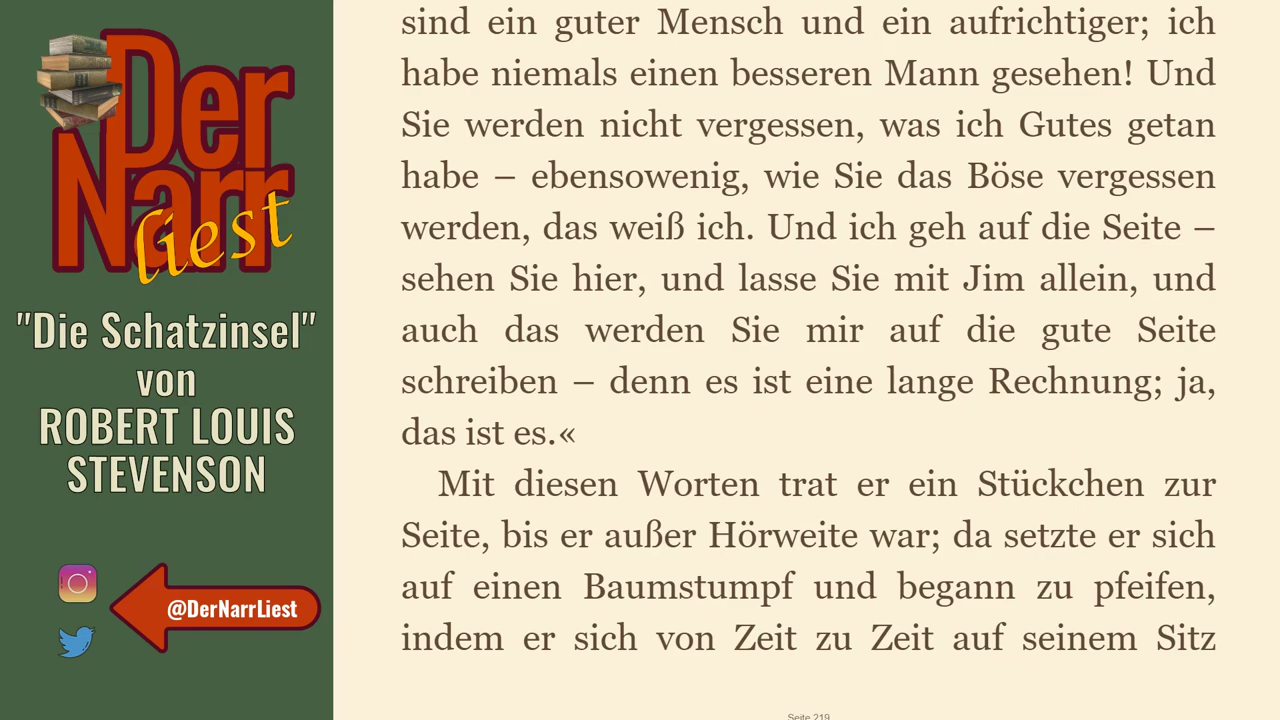 Der
Narr
liest
"Die Schatzinsel"
von
ROBERT LOUIS
STEVENSON
@DerNarrLiest
sind ein guter Mensch und ein aufrichtiger; ich
habe niemals einen besseren Mann gesehen! Und
Sie werden nicht vergessen, was ich Gutes getan
habe – ebensowenig, wie Sie das Böse vergessen
werden, das weiß ich. Und ich geh auf die Seite –
sehen Sie hier, und lasse Sie mit Jim allein, und
auch das werden Sie mir auf die gute Seite
schreiben – denn es ist eine lange Rechnung; ja,
das ist es.«
Mit diesen Worten trat er ein Stückchen zur
Seite, bis er außer Hörweite war; da setzte er sich
auf einen Baumstumpf und begann zu pfeifen,
indem er sich von Zeit zu Zeit auf seinem Sitz
Seite 219